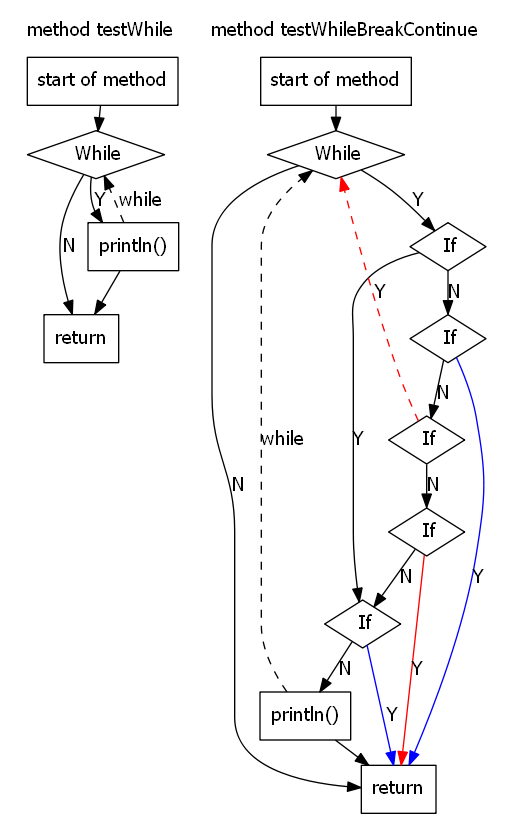 method testWhile
start of method
While
Y
while
N
println()
return
method testWhileBreakContinue
start of method
While
Y
If
Y
N
If
N
while
Y
If
N
N
If
Y
N
If
N
Y
Y
println()
return